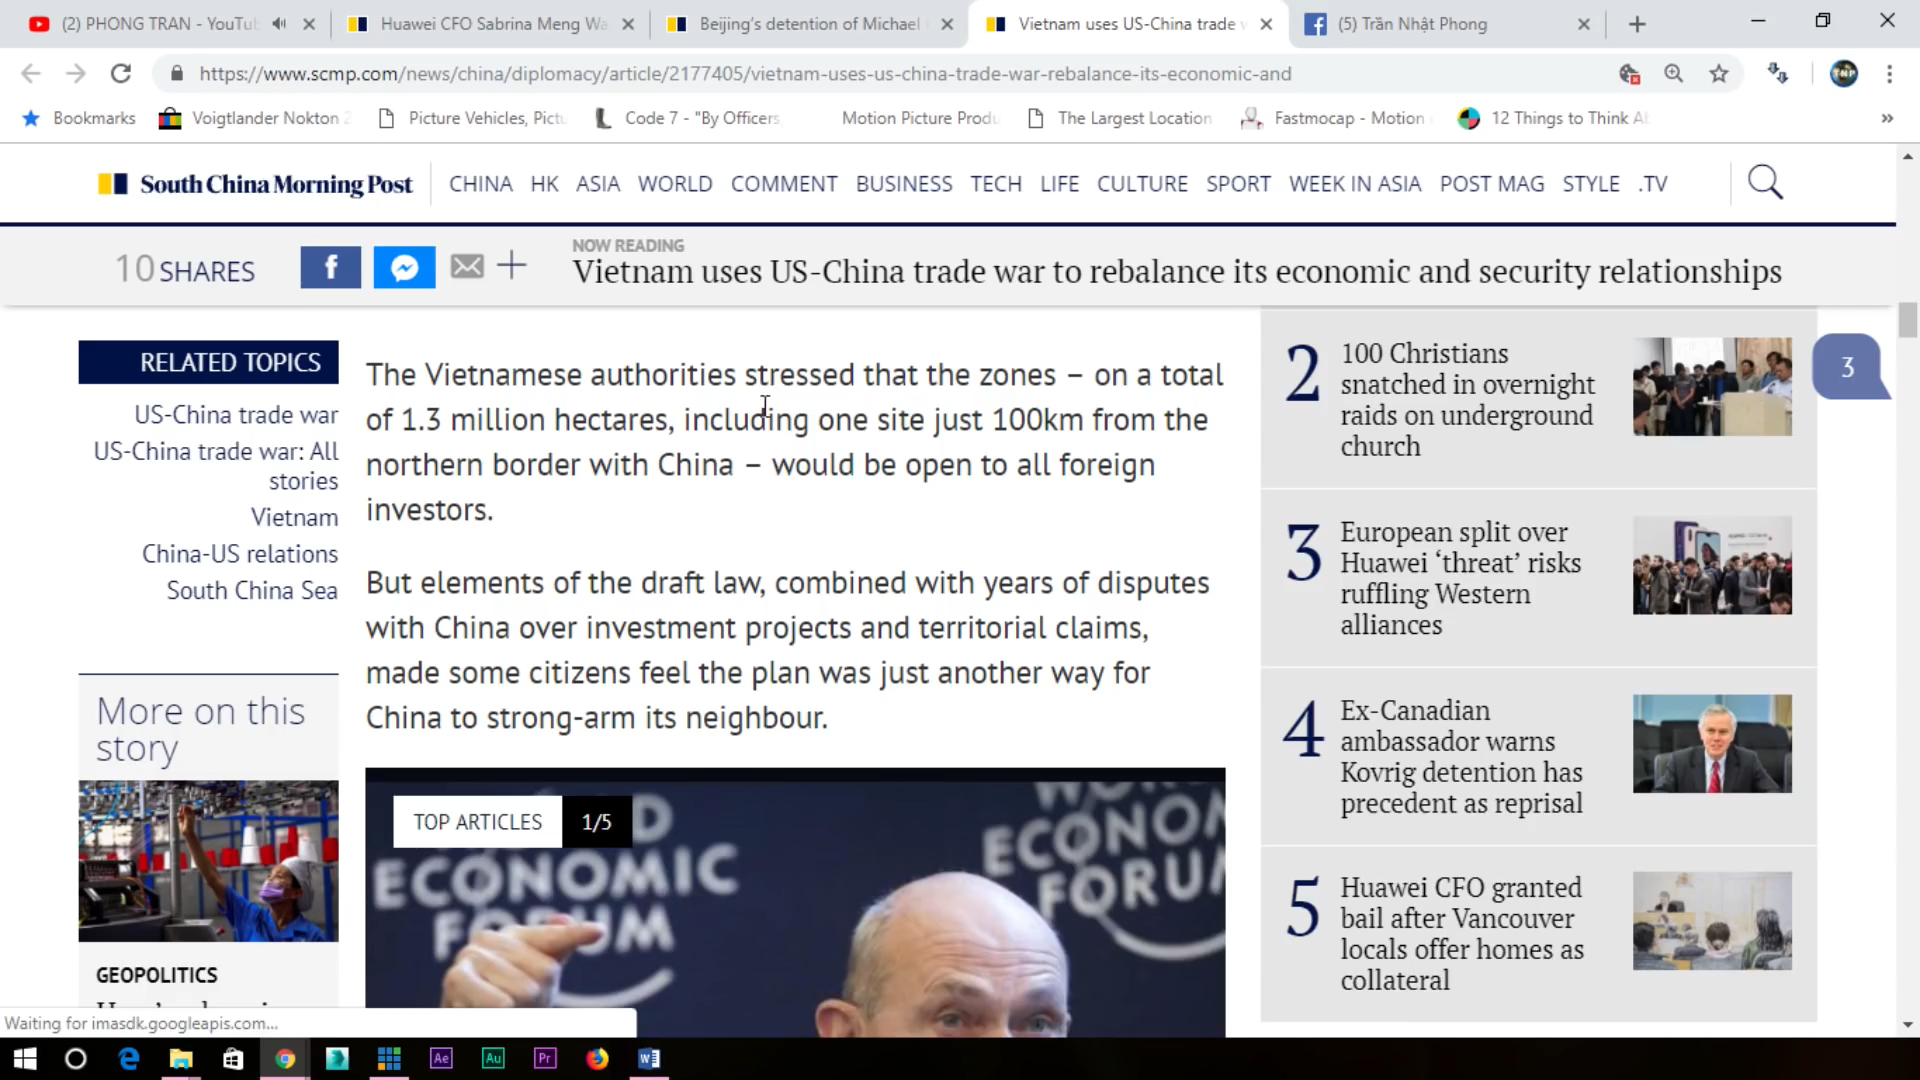 (2) PHONG TRAN - YouTu
Huawei CFO Sabrina Meng Wa
Beijing's detention of Michael
Vietnam uses US-China trade
(5) Trần Nhật Phong
https://www.scmp.com/news/china/diplomacy/article/2177405/vietnam-uses-us-china-trade-war-rebalance-its-economic-and
TNP
Bookmarks
Voigtlander Nokton 2
Picture Vehicles, Pictu
Code 7 - "By Officers
Motion Picture Produ
The Largest Location
Fastmocap - Motion
12 Things to Think Ab
South China Morning Post
CHINA HK ASIA WORLD COMMENT BUSINESS TECH LIFE CULTURE SPORT WEEK IN ASIA POST MAG STYLE .TV
10 SHARES
NOW READING
Vietnam uses US-China trade war to rebalance its economic and security relationships
RELATED TOPICS
US-China trade war
US-China trade war: All
stories
Vietnam
China-US relations
South China Sea
More on this
story
GEOPOLITICS
The Vietnamese authorities stressed that the zones – on a total
of 1.3 million hectares, including one site just 100km from the
northern border with China – would be open to all foreign
investors.
But elements of the draft law, combined with years of disputes
with China over investment projects and territorial claims,
made some citizens feel the plan was just another way for
China to strong-arm its neighbour.
TOP ARTICLES 1/5
ECONOMIC
FORUM
WORLD
ECONOM
FORUM
2
100 Christians
snatched in overnight
raids on underground
church
3
European split over
Huawei ‘threat’ risks
ruffling Western
alliances
4
Ex-Canadian
ambassador warns
Kovrig detention has
precedent as reprisal
5
Huawei CFO granted
bail after Vancouver
locals offer homes as
collateral
3
Waiting for imasdk.googleapis.com...
Ae
Au
Pr